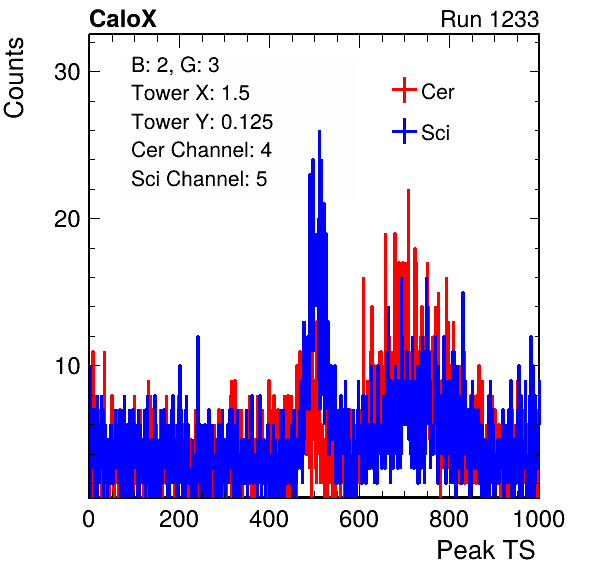 CaloX Run 1233
Counts
30
20
10
B: 2, G: 3
Tower X: 1.5
Tower Y: 0.125
Cer Channel: 4
Sci Channel: 5
Cer
Sci
0 200 400 600 800 1000
Peak TS